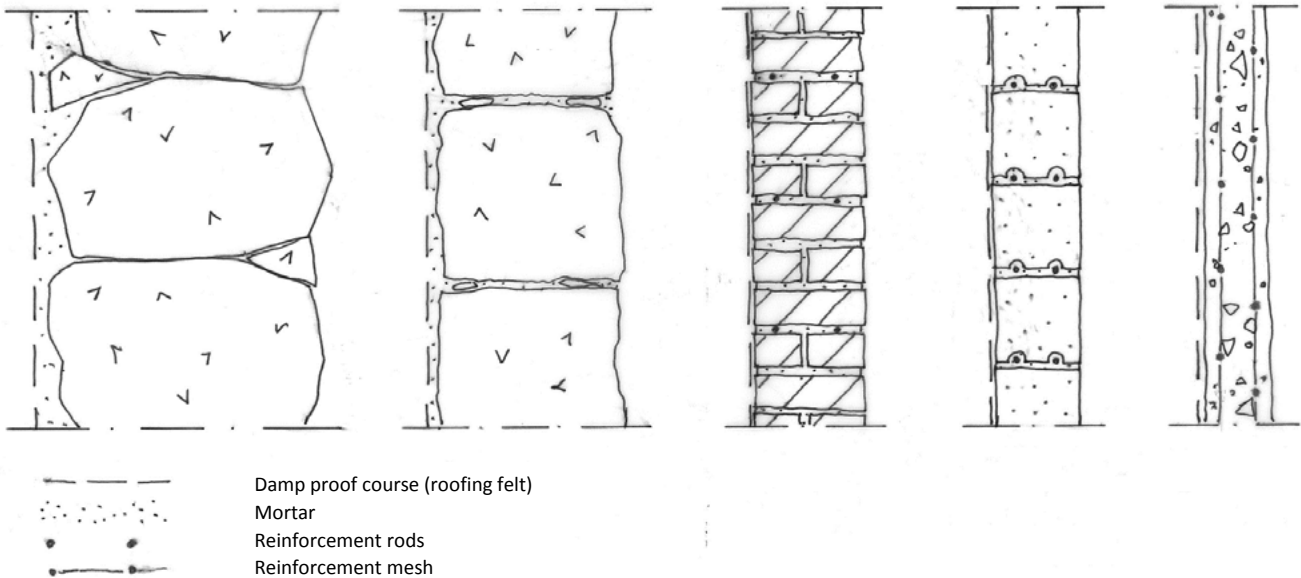 Damp proof course (roofing felt)
Mortar
Reinforcement rods
Reinforcement mesh